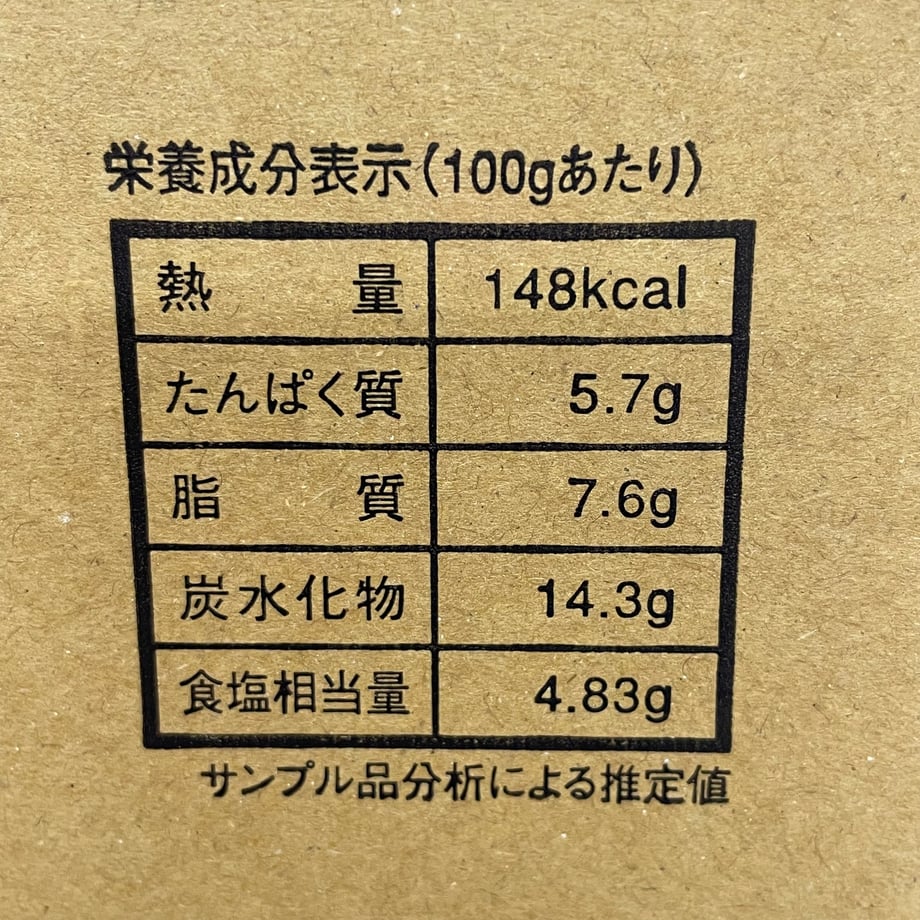 栄養成分表示(100gあたり)
熱量 148kcal
たんぱく質 5.7g
脂質 7.6g
炭水化物 14.3g
食塩相当量 4.83g
サンプル品分析による推定値